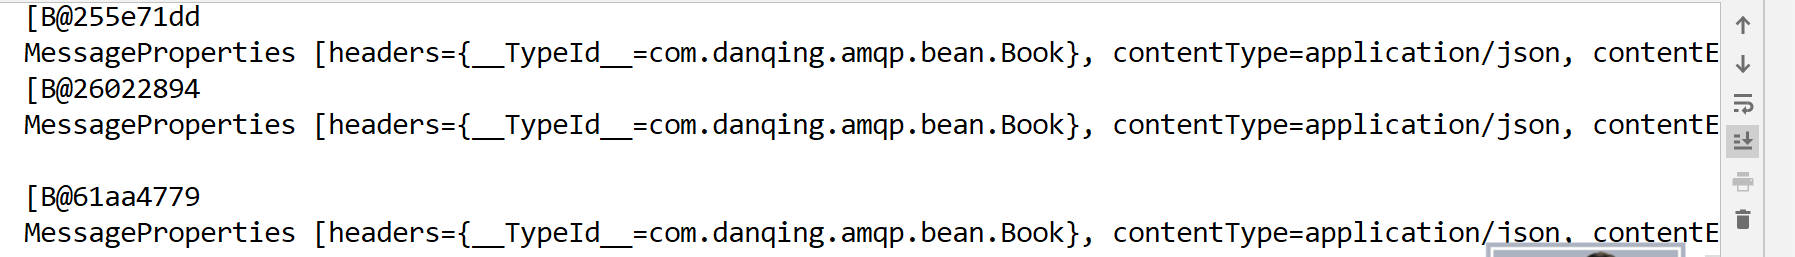 [B@255e71dd
MessageProperties [headers={__TypeId__=com.danqing.amqp.bean.Book}, contentType=application/json, contentE
[B@26022894
MessageProperties [headers={__TypeId__=com.danqing.amqp.bean.Book}, contentType=application/json, contentE
[B@61aa4779
MessageProperties [headers={__TypeId__=com.danqing.amqp.bean.Book}, contentType=application/json, contentE